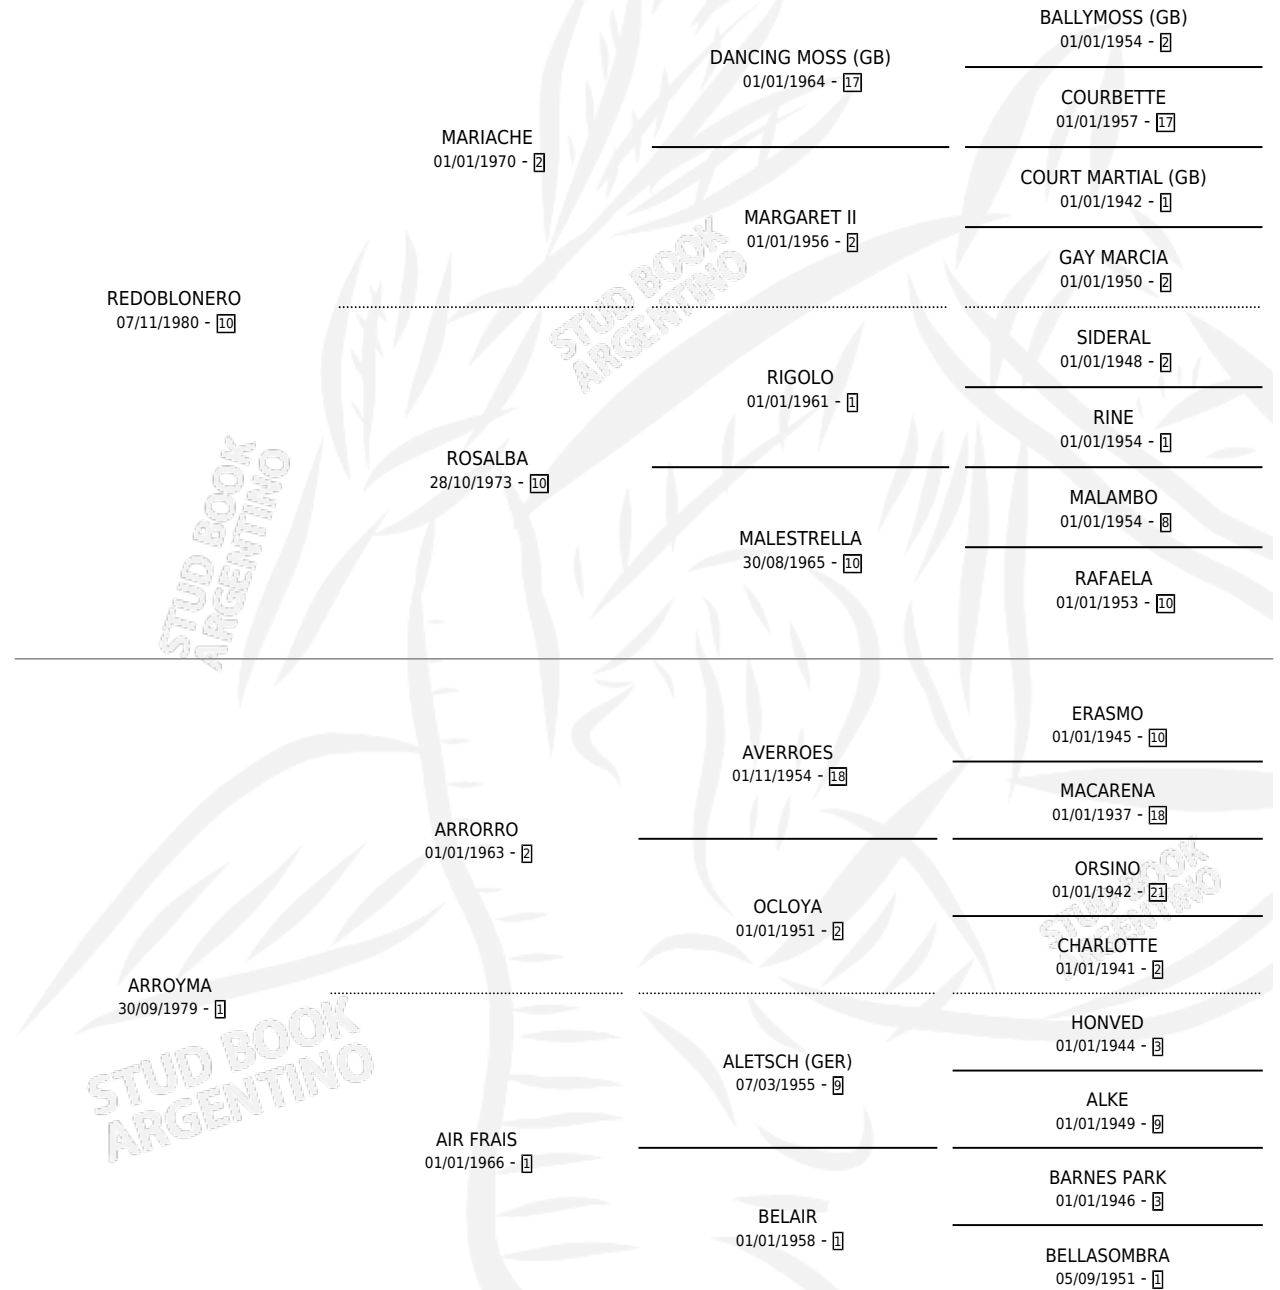 REDOBLONERO
07/11/1980 - 10
MARIACHE
01/01/1970 - 2
DANCING MOSS (GB)
01/01/1964 - 17
BALLYMOSS (GB)
01/01/1954 - 2
COURBETTE
01/01/1957 - 17
MARGARET II
01/01/1956 - 2
COURT MARTIAL (GB)
01/01/1942 - 1
GAY MARCIA
01/01/1950 - 2
ROSALBA
28/10/1973 - 10
RIGOLO
01/01/1961 - 1
SIDERAL
01/01/1948 - 2
RINE
01/01/1954 - 1
MALESTRELLA
30/08/1965 - 10
MALAMBO
01/01/1954 - 8
RAFAELA
01/01/1953 - 10
ARROYMA
30/09/1979 - 1
ARRORRO
01/01/1963 - 2
AVERROES
01/11/1954 - 18
ERASMO
01/01/1945 - 10
MACARENA
01/01/1937 - 18
OCLOYA
01/01/1951 - 2
ORSINO
01/01/1942 - 21
CHARLOTTE
01/01/1941 - 2
AIR FRAIS
01/01/1966 - 1
ALETSCH (GER)
07/03/1955 - 9
HONVED
01/01/1944 - 3
ALKE
01/01/1949 - 9
BELAIR
01/01/1958 - 1
BARNES PARK
01/01/1946 - 3
BELLASOMBRA
05/09/1951 - 1
STUD BOOK
ARGENTINO
STUD BOOK
ARGENTINO
STUD BOOK
ARGENTINO
STUD BOOK
ARGENTINO